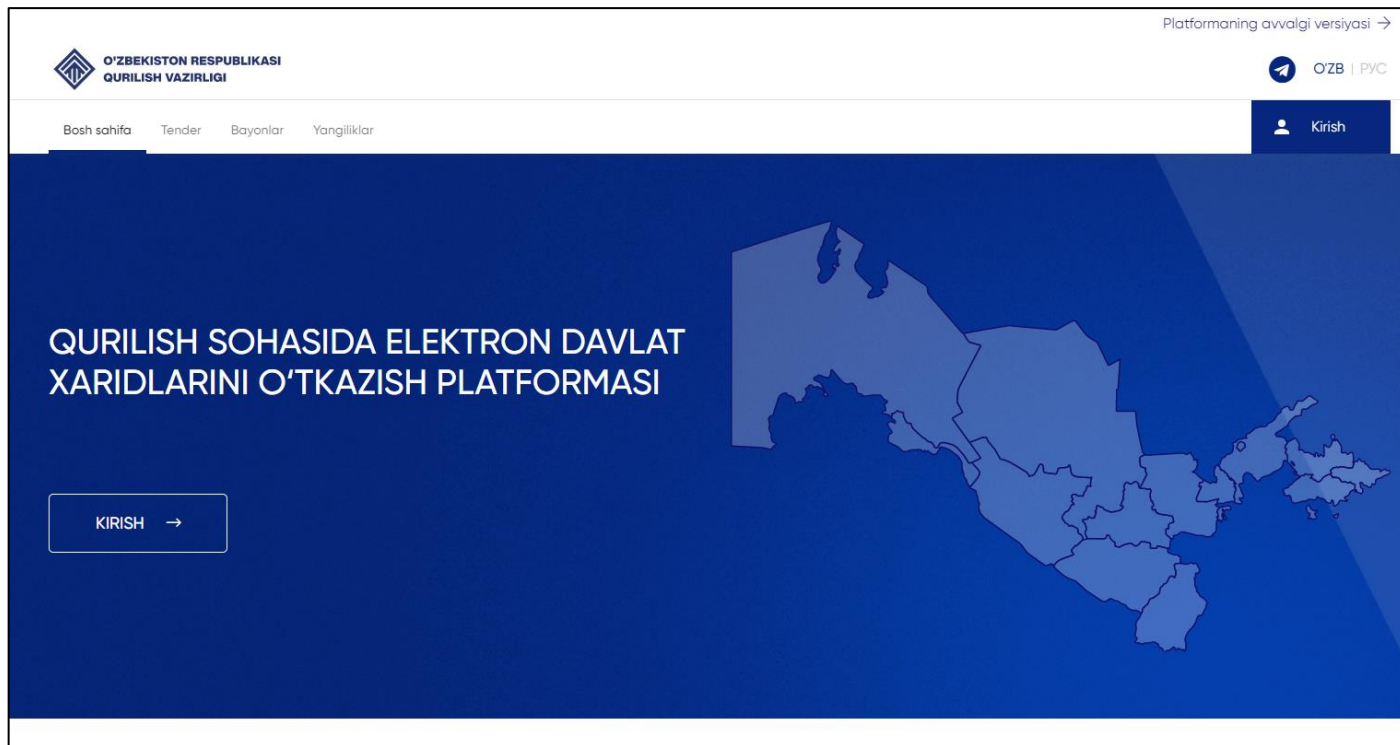 Platformaning avvalgi versiyasi →
O'ZBEKISTON RESPUBLIKASI
QURILISH VAZIRLIGI
O'ZB | РУС
Bosh sahifa Tender Bayonlar Yangiliklar
Kirish
QURILISH SOHASIDA ELEKTRON DAVLAT
XARIDLARINI O‘TKAZISH PLATFORMASI
KIRISH →